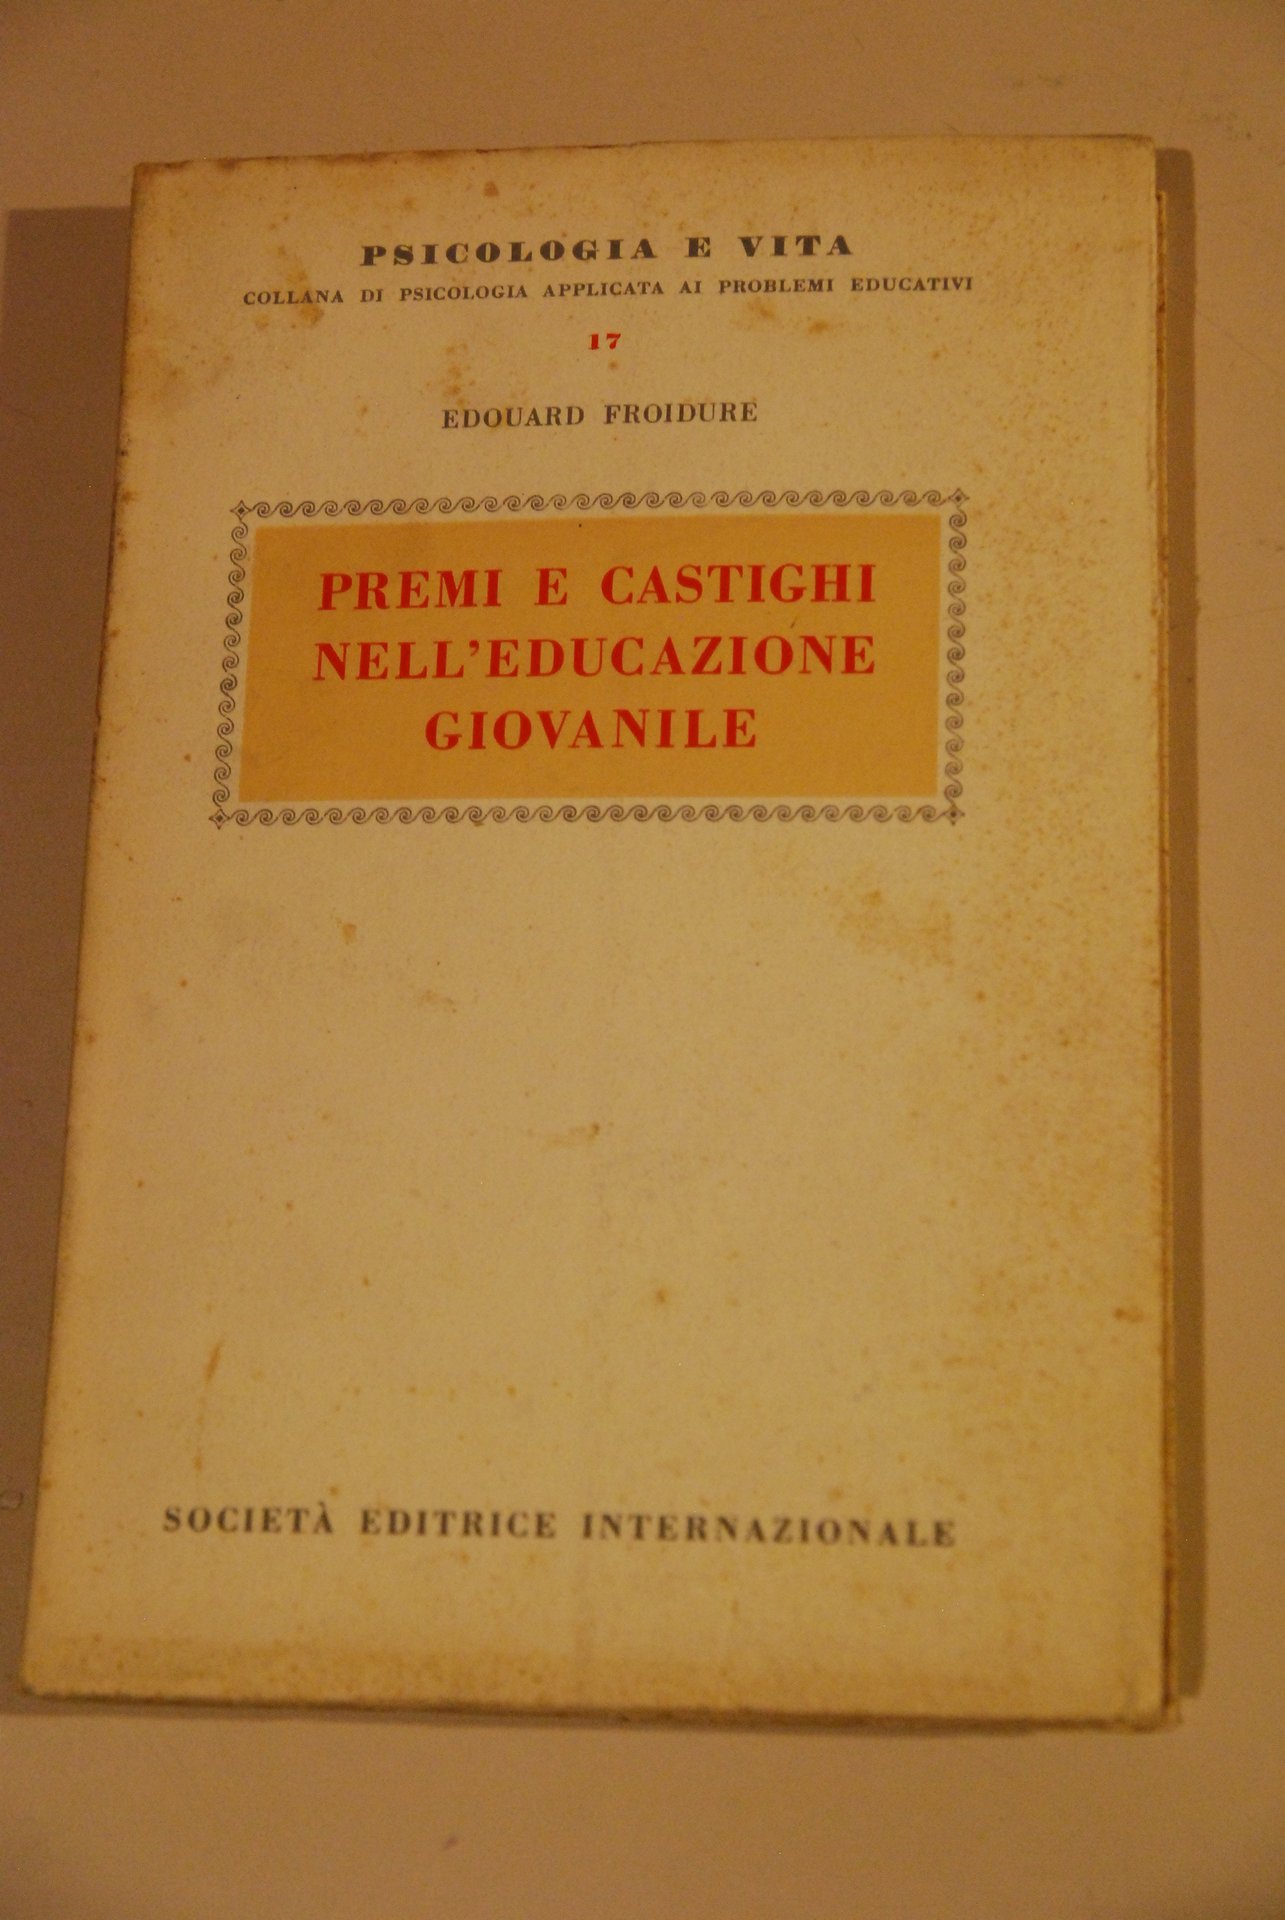 PSICOLOGIA E VITA
COLLANA DI PSICOLOGIA APPLICATA AI PROBLEMI EDUCATIVI
17
EDOUARD FROIDURE
PREMI E CASTIGHI
NELL'EDUCAZIONE
GIOVANILE
SOCIETÀ EDITRICE INTERNAZIONALE